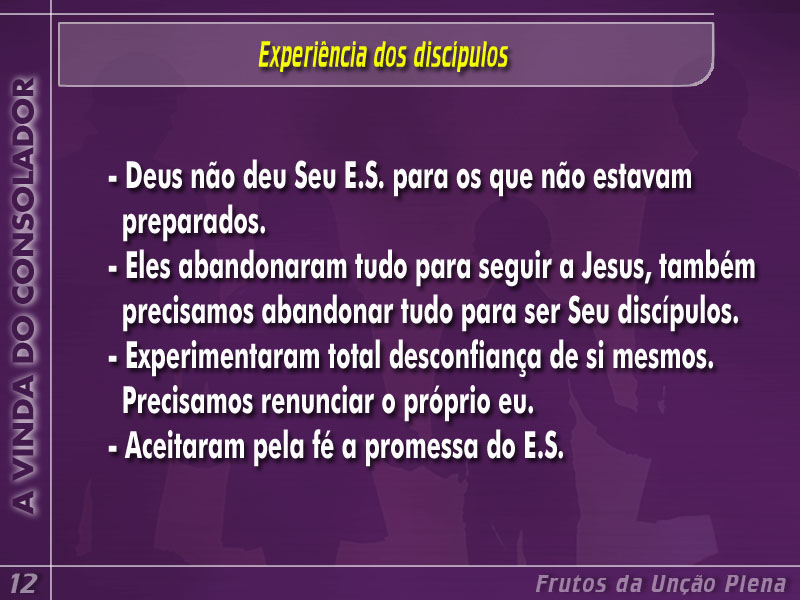 Experiência dos discípulos
A VINDA DO CONSOLADOR
- Deus não deu Seu E.S. para os que não estavam
preparados.
- Eles abandonaram tudo para seguir a Jesus, também
precisamos abandonar tudo para ser Seu discípulos.
- Experimentaram total desconfiança de si mesmos.
Precisamos renunciar o próprio eu.
- Aceitaram pela fé a promessa do E.S.
12
Frutos da Unção Plena